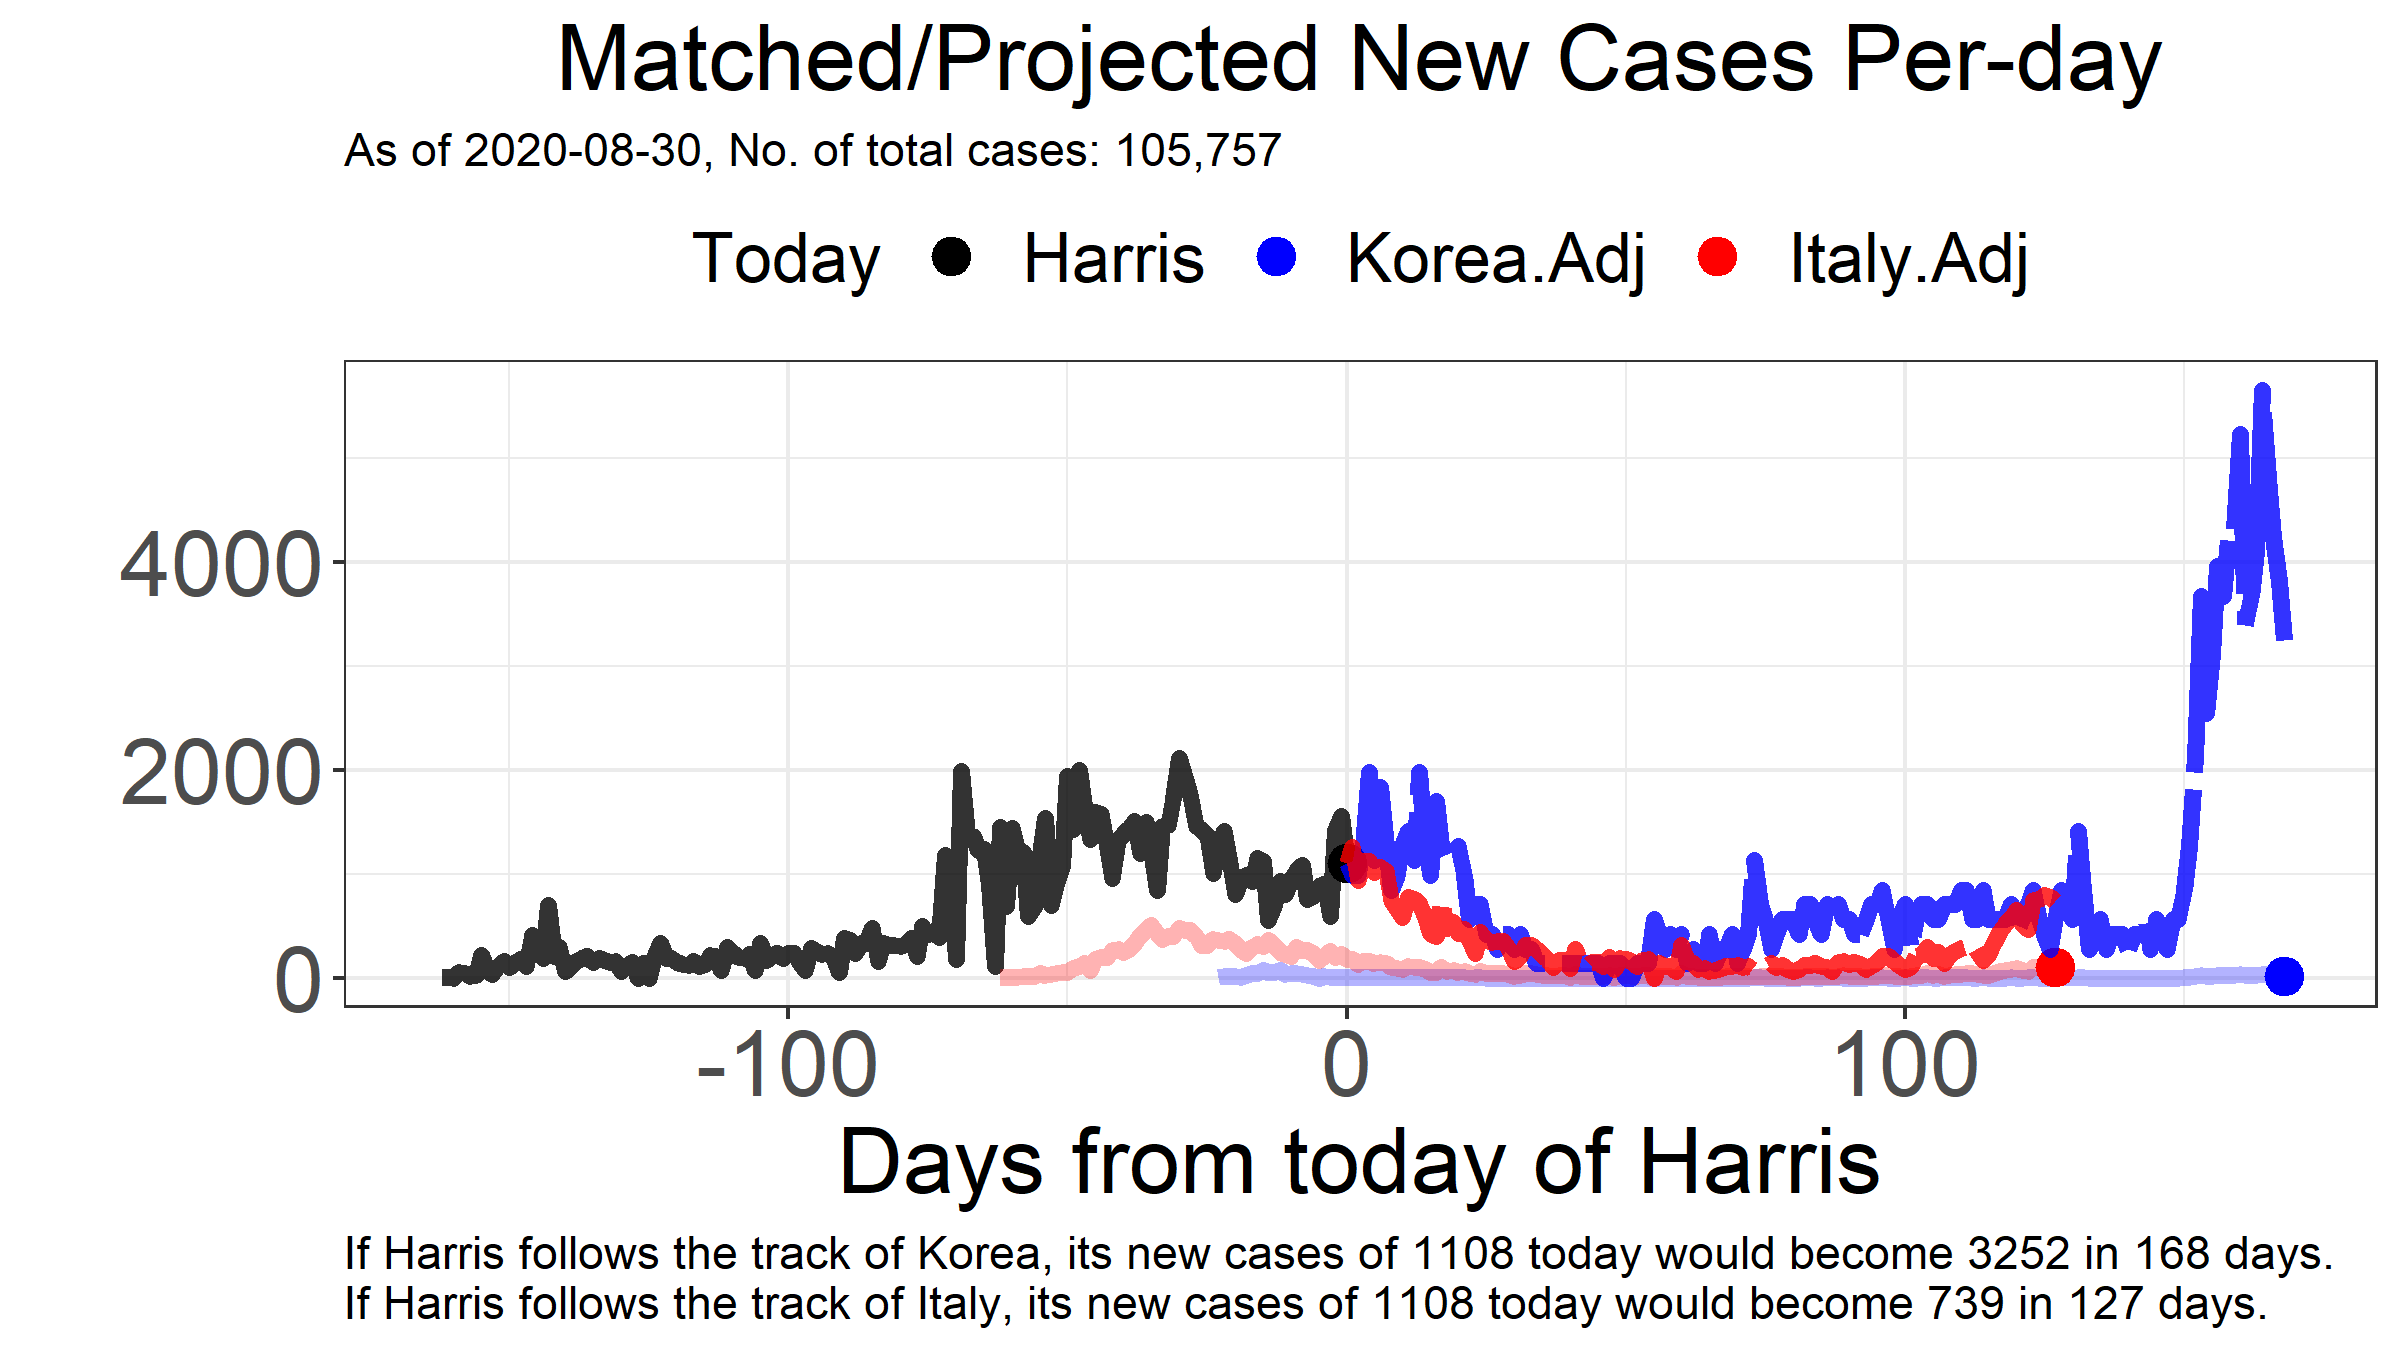 Matched/Projected New Cases Per-day
As of 2020-08-30, No. of total cases: 105,757
Today Harris Korea.Adj Italy.Adj
4000
2000
0
-100 0 100
Days from today of Harris
If Harris follows the track of Korea, its new cases of 1108 today would become 3252 in 168 days.
If Harris follows the track of Italy, its new cases of 1108 today would become 739 in 127 days.